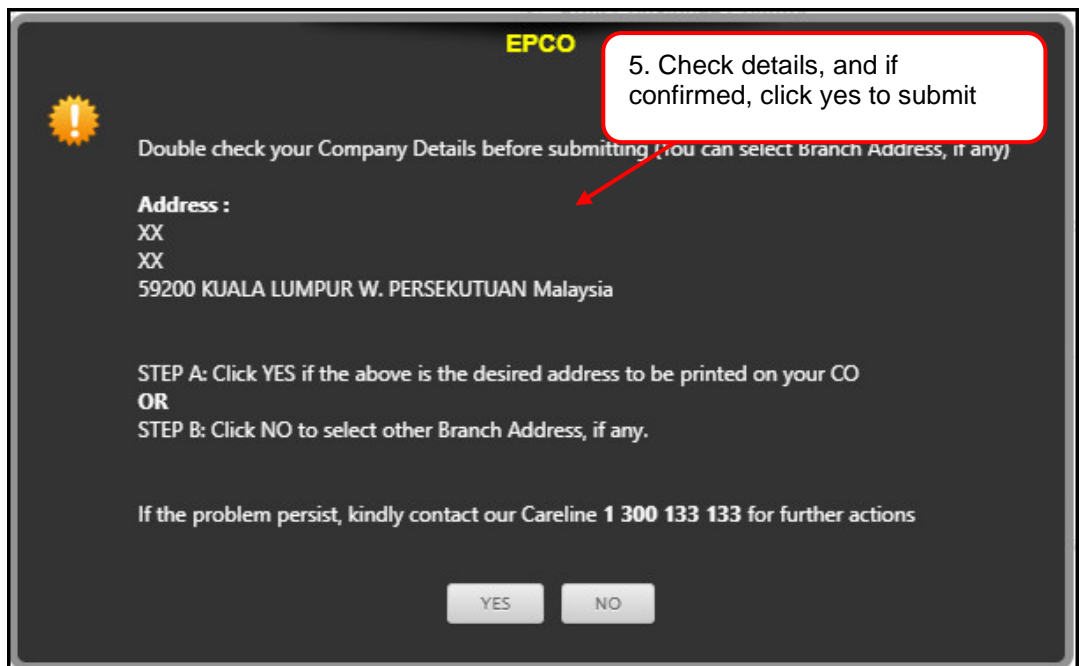 EPCO
5. Check details, and if
confirmed, click yes to submit
Double check your Company Details before submitting (You can select Branch Address, if any)
Address :
XX
XX
59200 KUALA LUMPUR W. PERSEKUTUAN Malaysia
STEP A: Click YES if the above is the desired address to be printed on your CO
OR
STEP B: Click NO to select other Branch Address, if any.
If the problem persist, kindly contact our Careline 1 300 133 133 for further actions
YES NO